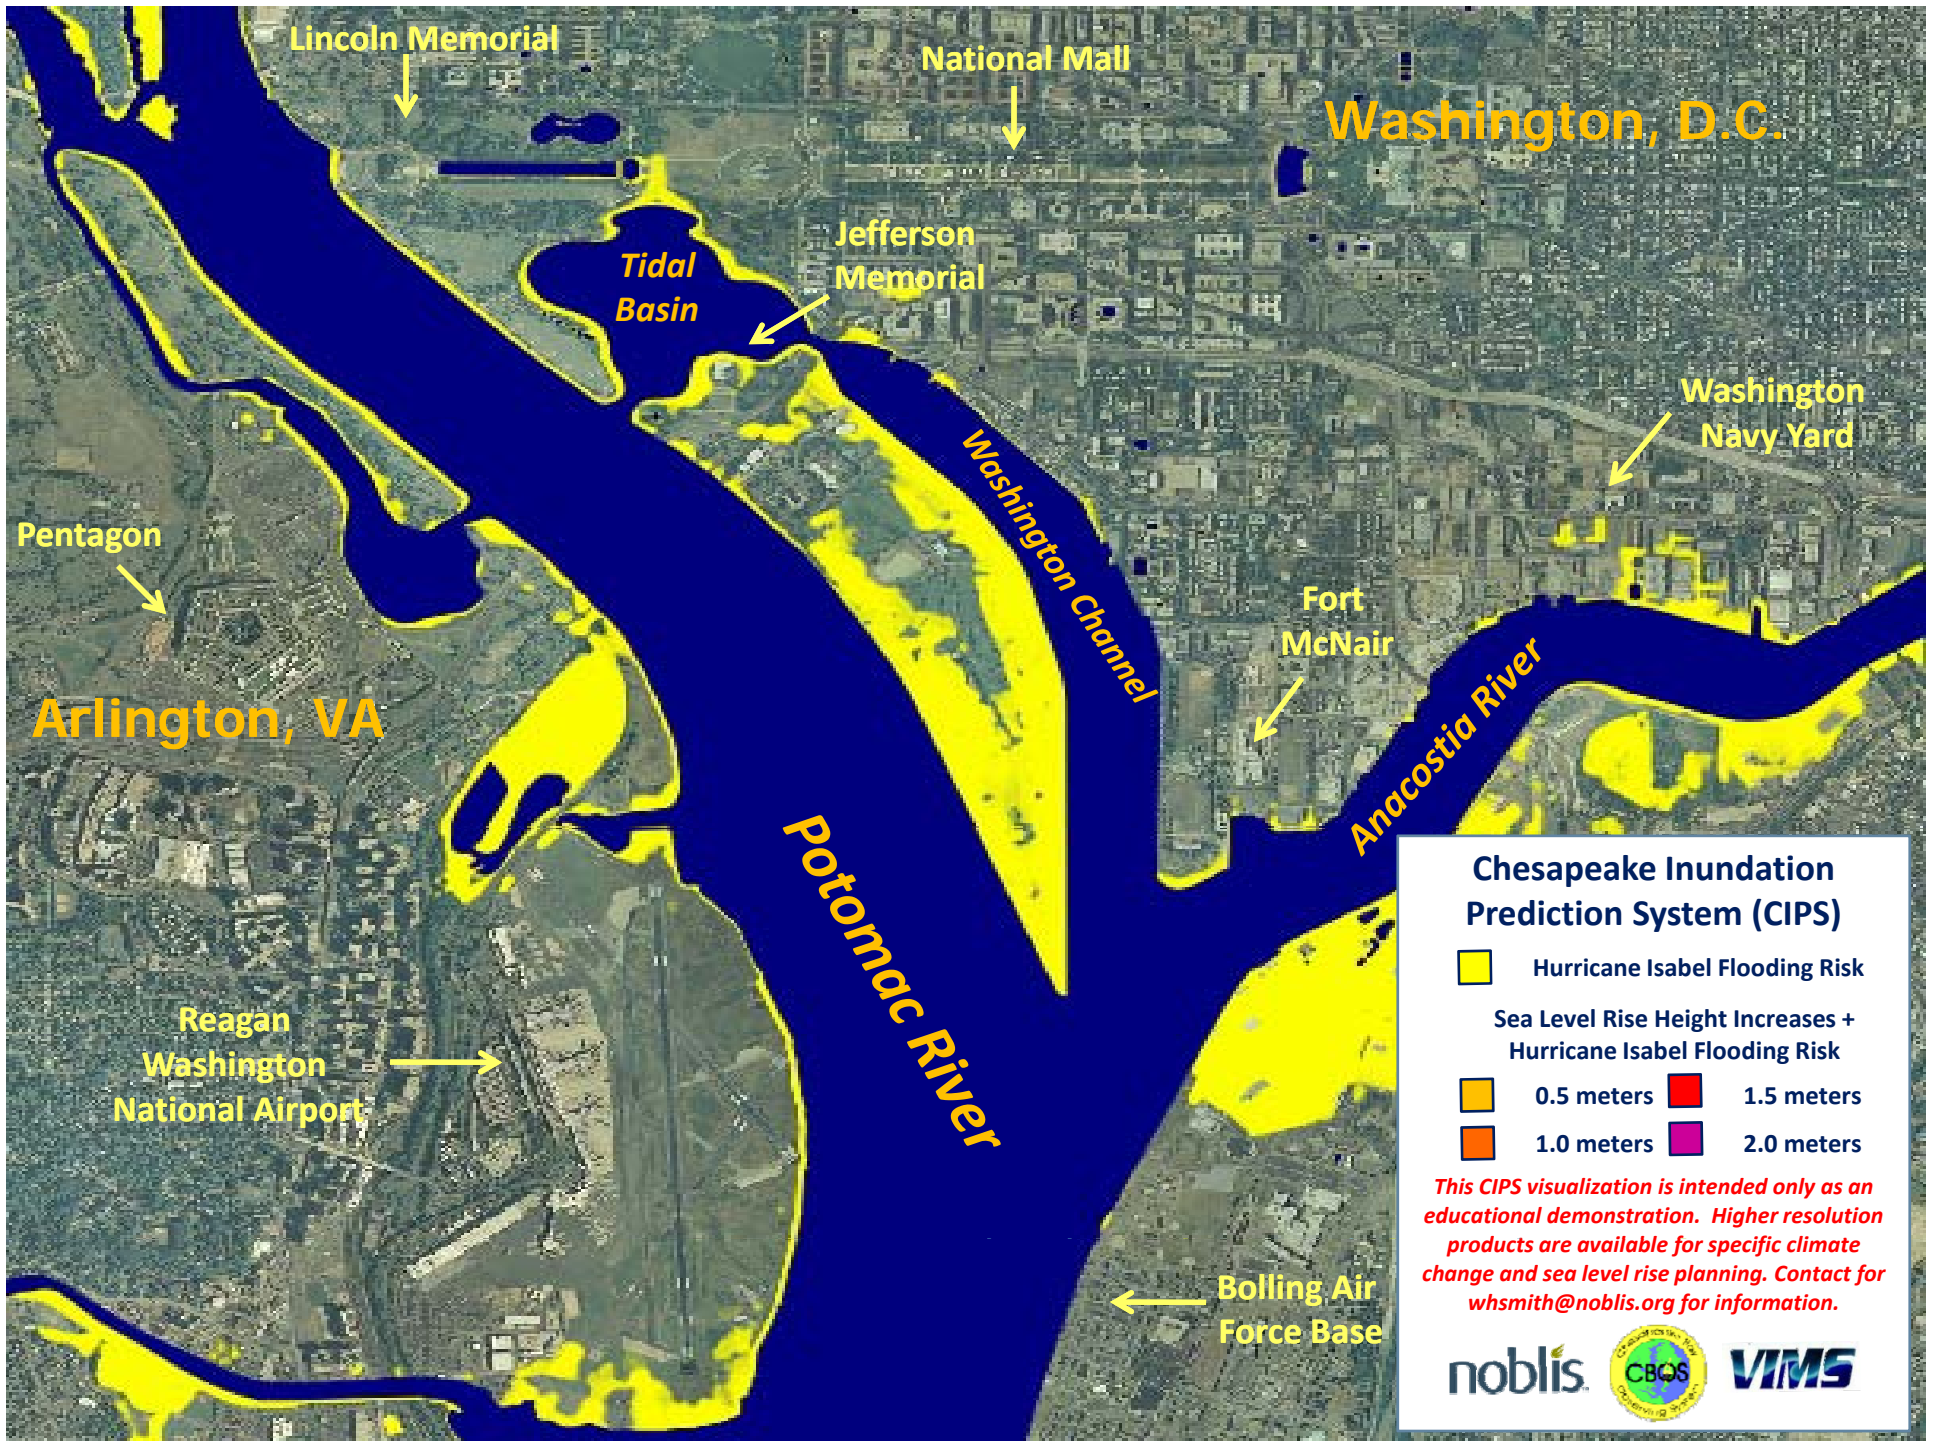 Lincoln Memorial
National Mall
Washington, D.C.
Jefferson
Memorial
Tidal
Basin
Washington
Navy Yard
Washington Channel
Pentagon
Fort
McNair
Arlington, VA
Anacostia River
Potomac River
Reagan
Washington
National Airport
Bolling Air
Force Base
Chesapeake Inundation
Prediction System (CIPS)
Hurricane Isabel Flooding Risk
Sea Level Rise Height Increases +
Hurricane Isabel Flooding Risk
0.5 meters 1.5 meters
1.0 meters 2.0 meters
This CIPS visualization is intended only as an
educational demonstration. Higher resolution
products are available for specific climate
change and sea level rise planning. Contact for
whsmith@noblis.org for information.
noblis
CBOS
VIMS